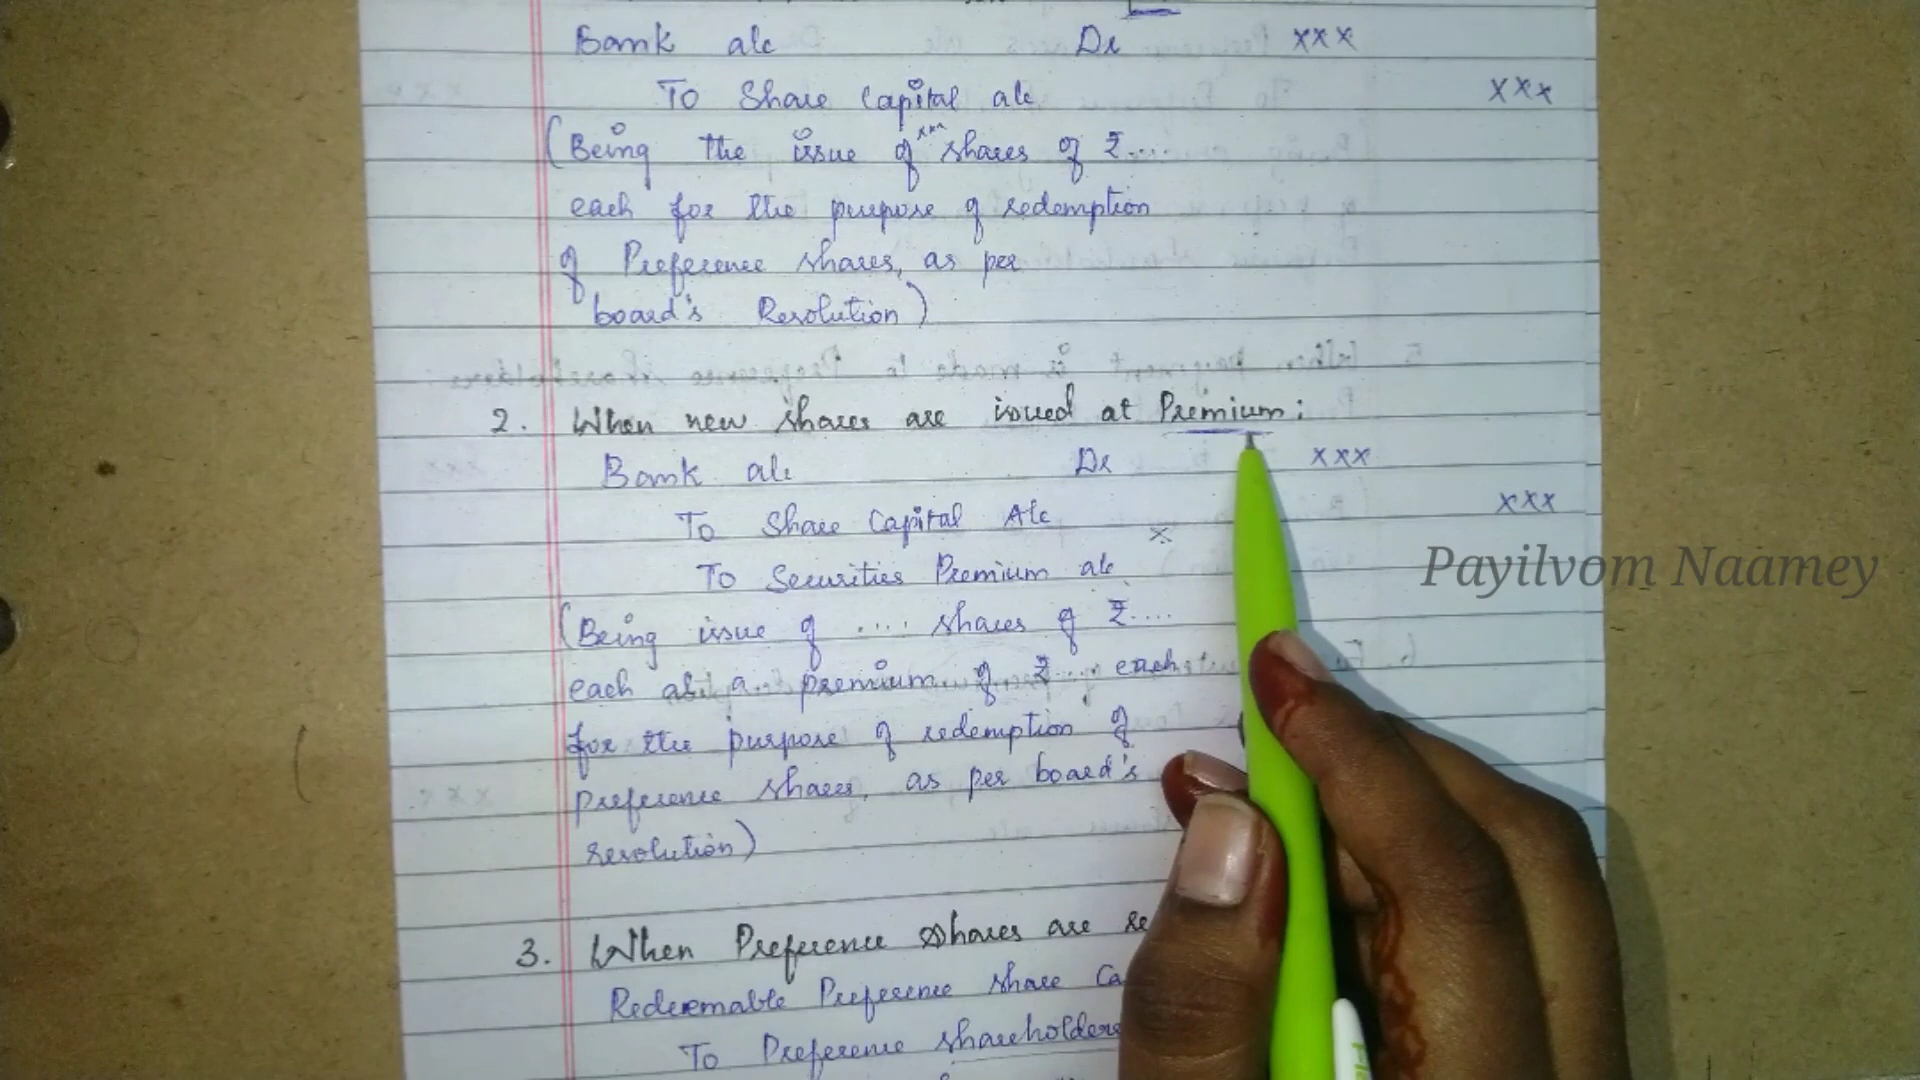 Bank a/c Dr xxx
To Share Capital a/c xxx
(Being the issue of xxx shares of ₹....
each for the purpose of redemption
of Preference shares, as per
board's Resolution)
2. When new shares are issued at Premium:
Bank a/c Dr xxx
To Share Capital A/c xxx
To Securities Premium a/c x
(Being issue of .... shares of ₹....
each at a premium of ₹.... each
for the purpose of redemption of
preference shares, as per board's
resolution)
3. When Preference shares are
Redeemable Preference share
To Preference shareholders
Payilvom Naamey